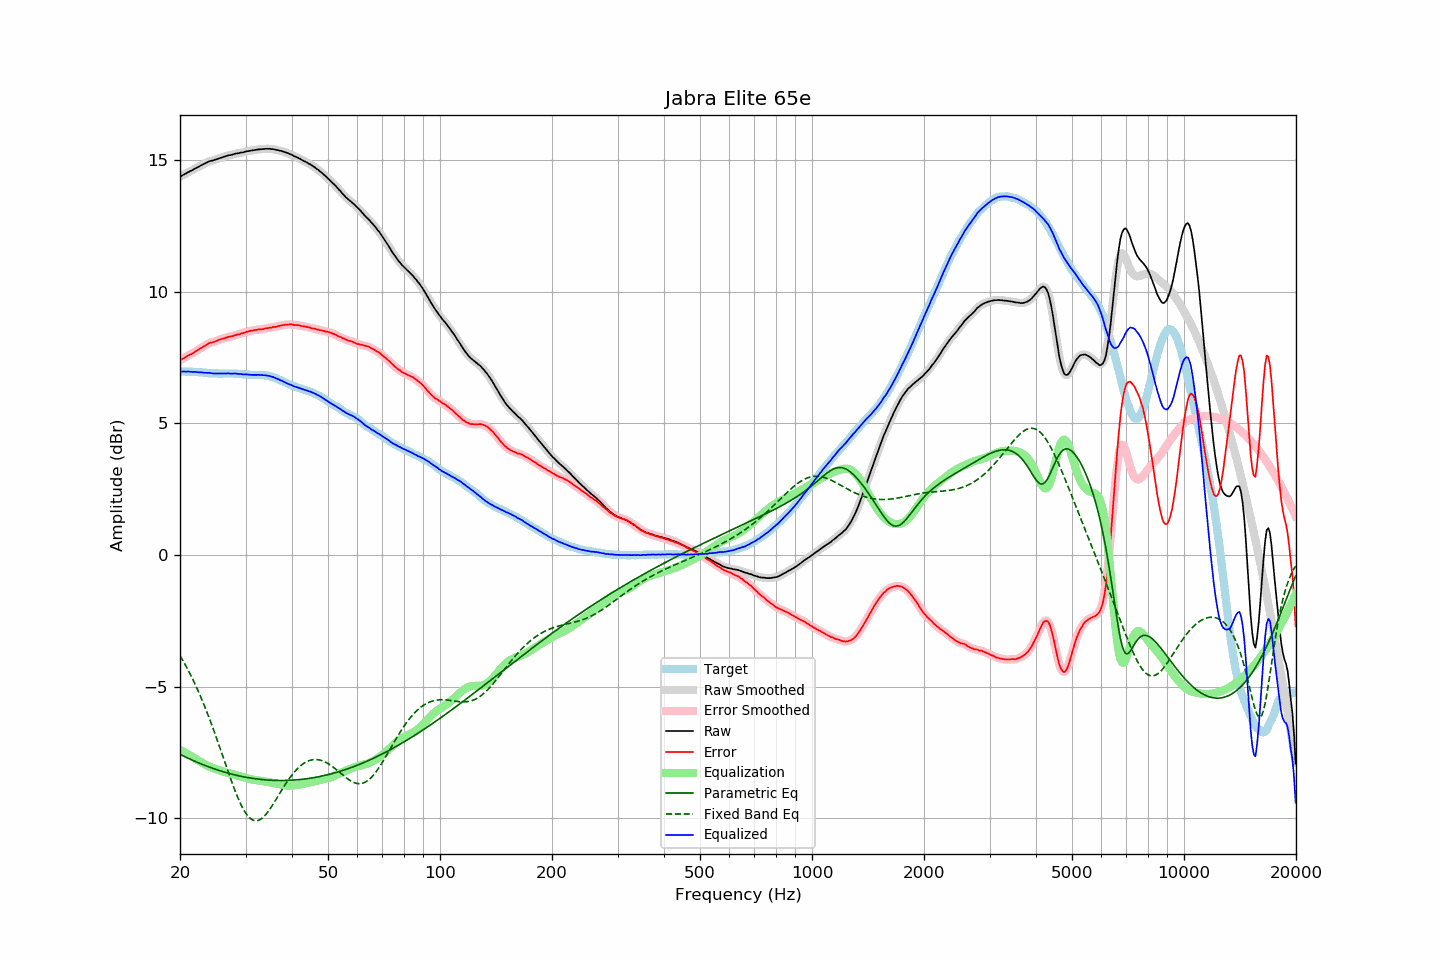 Jabra Elite 65e
Amplitude (dBr)
15
10
5
0
−5
−10
Target
Raw Smoothed
Error Smoothed
Raw
Error
Equalization
Parametric Eq
Fixed Band Eq
Equalized
20 50 100 200 500 1000 2000 5000 10000 20000
Frequency (Hz)